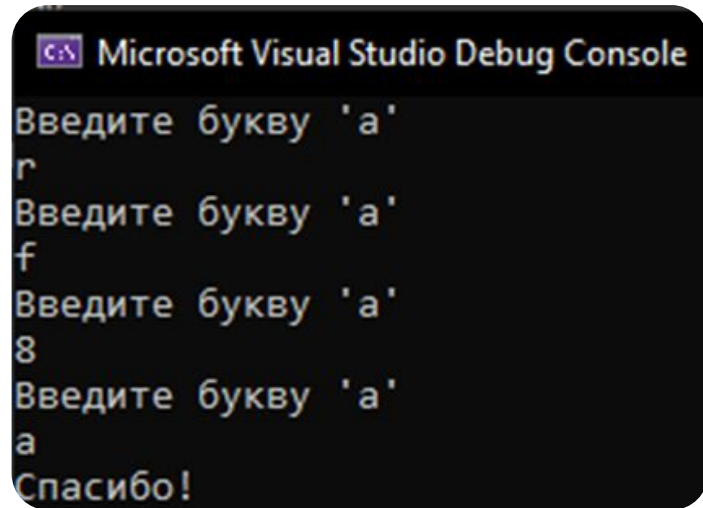 Microsoft Visual Studio Debug Console
Введите букву 'a'
r
Введите букву 'a'
f
Введите букву 'a'
8
Введите букву 'a'
a
Спасибо!